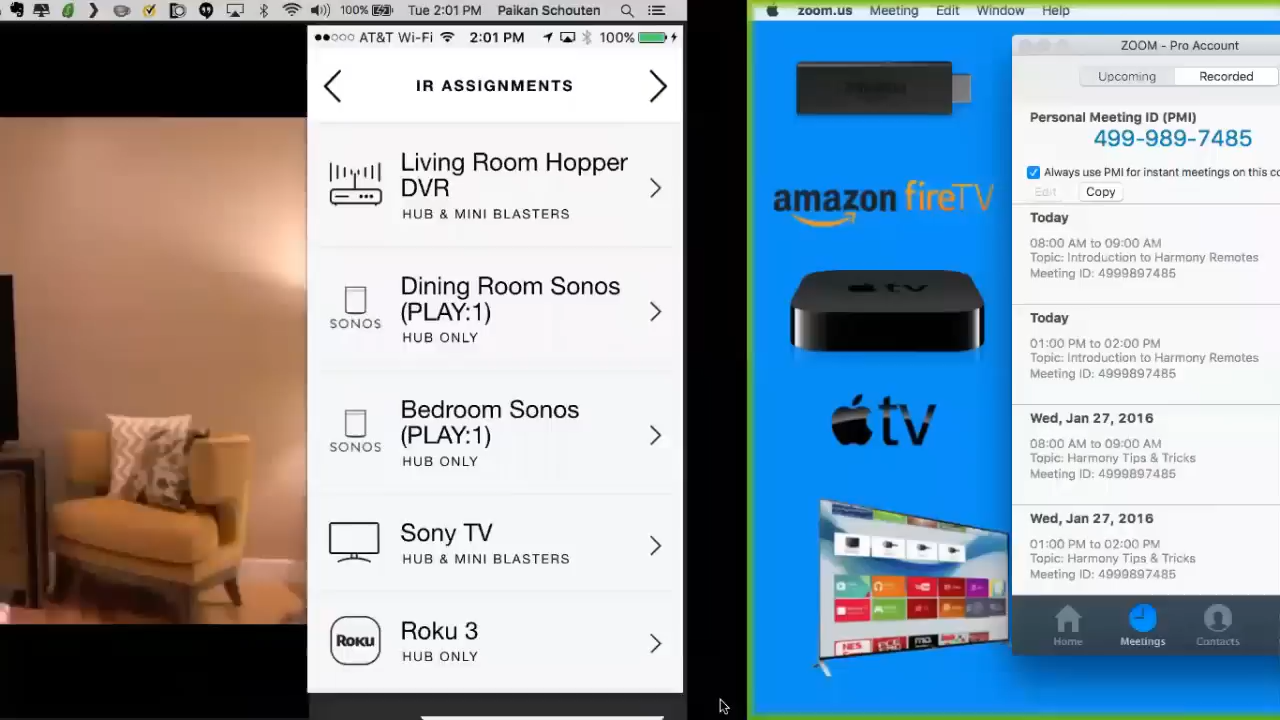 100%
Tue 2:01 PM
Paikan Schouten
AT&T Wi-Fi
2:01 PM
100%
IR ASSIGNMENTS
Living Room Hopper
DVR
HUB & MINI BLASTERS
SONOS
Dining Room Sonos
(PLAY:1)
HUB ONLY
SONOS
Bedroom Sonos
(PLAY:1)
HUB ONLY
Sony TV
HUB & MINI BLASTERS
Roku
Roku 3
HUB ONLY
zoom.us Meeting Edit Window Help
amazon
amazon fireTV
tv
tv
ZOOM - Pro Account
Upcoming Recorded
Personal Meeting ID (PMI)
499-989-7485
Always use PMI for instant meetings on this co
Edit Copy
Today
08:00 AM to 09:00 AM
Topic: Introduction to Harmony Remotes
Meeting ID: 4999897485
Today
01:00 PM to 02:00 PM
Topic: Introduction to Harmony Remotes
Meeting ID: 4999897485
Wed, Jan 27, 2016
08:00 AM to 09:00 AM
Topic: Harmony Tips & Tricks
Meeting ID: 4999897485
Wed, Jan 27, 2016
01:00 PM to 02:00 PM
Topic: Harmony Tips & Tricks
Meeting ID: 4999897485
Home Meetings Contacts